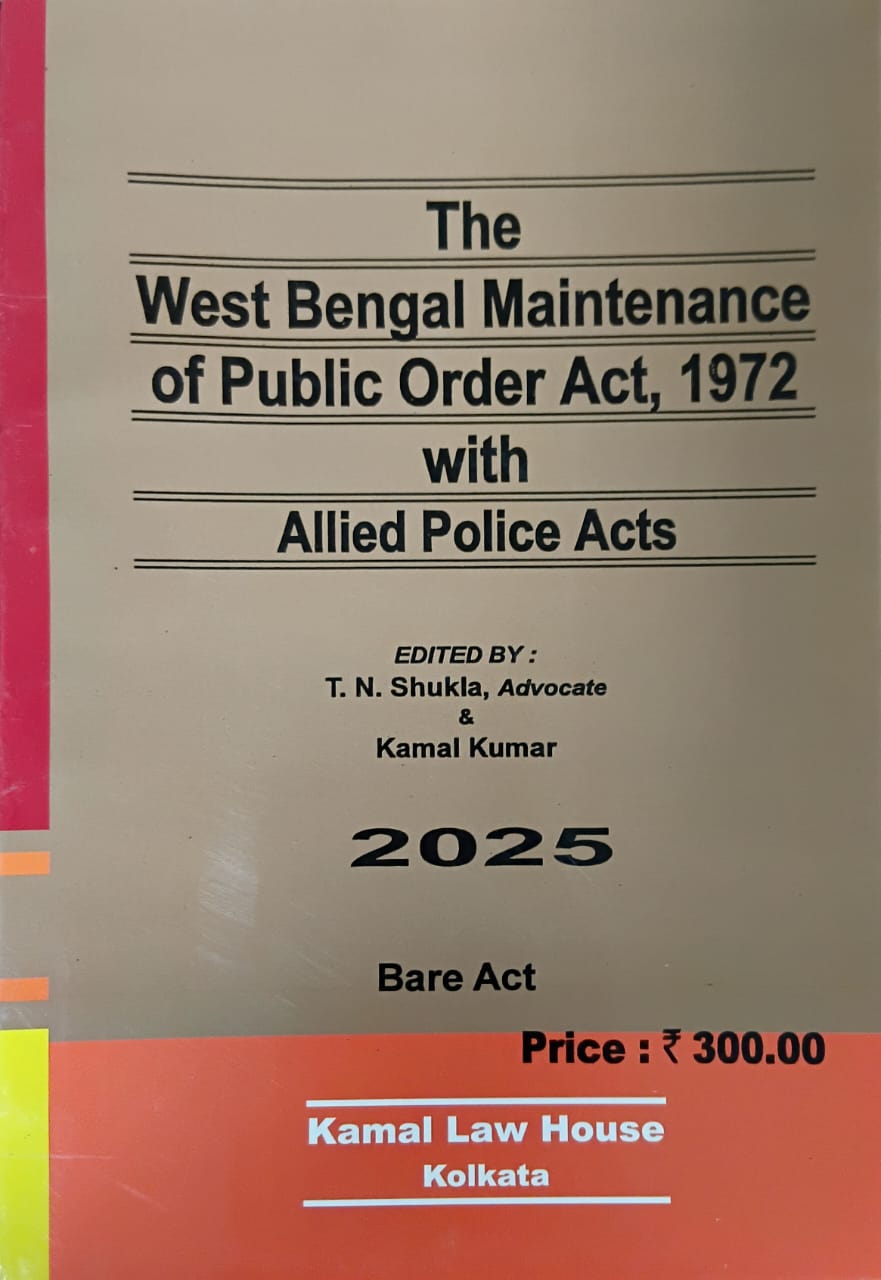 The
West Bengal Maintenance
of Public Order Act, 1972
with
Allied Police Acts
EDITED BY :
T. N. Shukla, Advocate
&
Kamal Kumar
2025
Bare Act
Price : ₹ 300.00
Kamal Law House
Kolkata